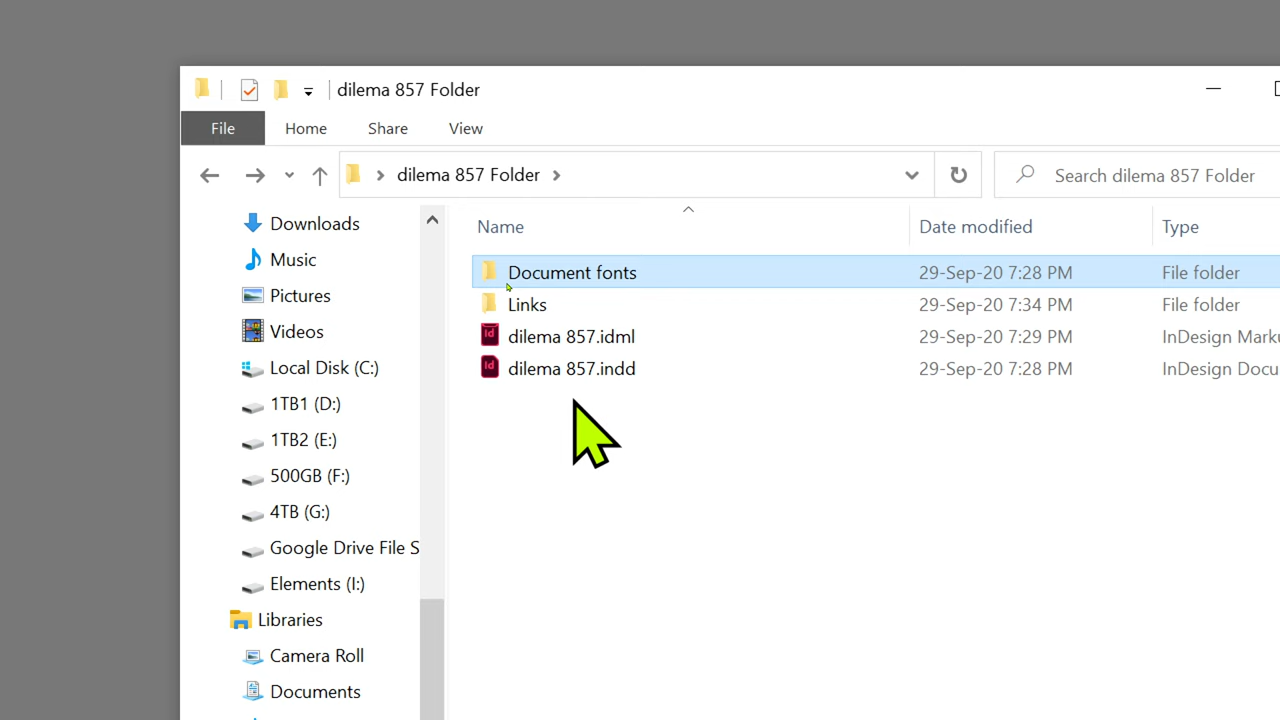 dilema 857 Folder
File Home Share View
dilema 857 Folder
Search dilema 857 Folder
Name Date modified Type
Document fonts 29-Sep-20 7:28 PM File folder
Links 29-Sep-20 7:34 PM File folder
dilema 857.idml 29-Sep-20 7:29 PM InDesign Marku
dilema 857.indd 29-Sep-20 7:28 PM InDesign Docu
Downloads
Music
Pictures
Videos
Local Disk (C:)
1TB1 (D:)
1TB2 (E:)
500GB (F:)
4TB (G:)
Google Drive File S
Elements (I:)
Libraries
Camera Roll
Documents